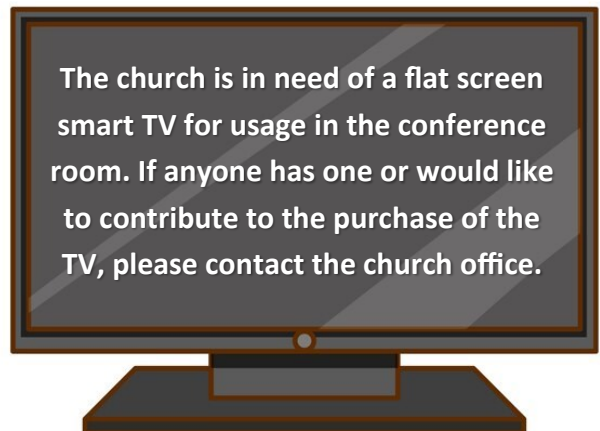 The church is in need of a flat screen
smart TV for usage in the conference
room. If anyone has one or would like
to contribute to the purchase of the
TV, please contact the church office.